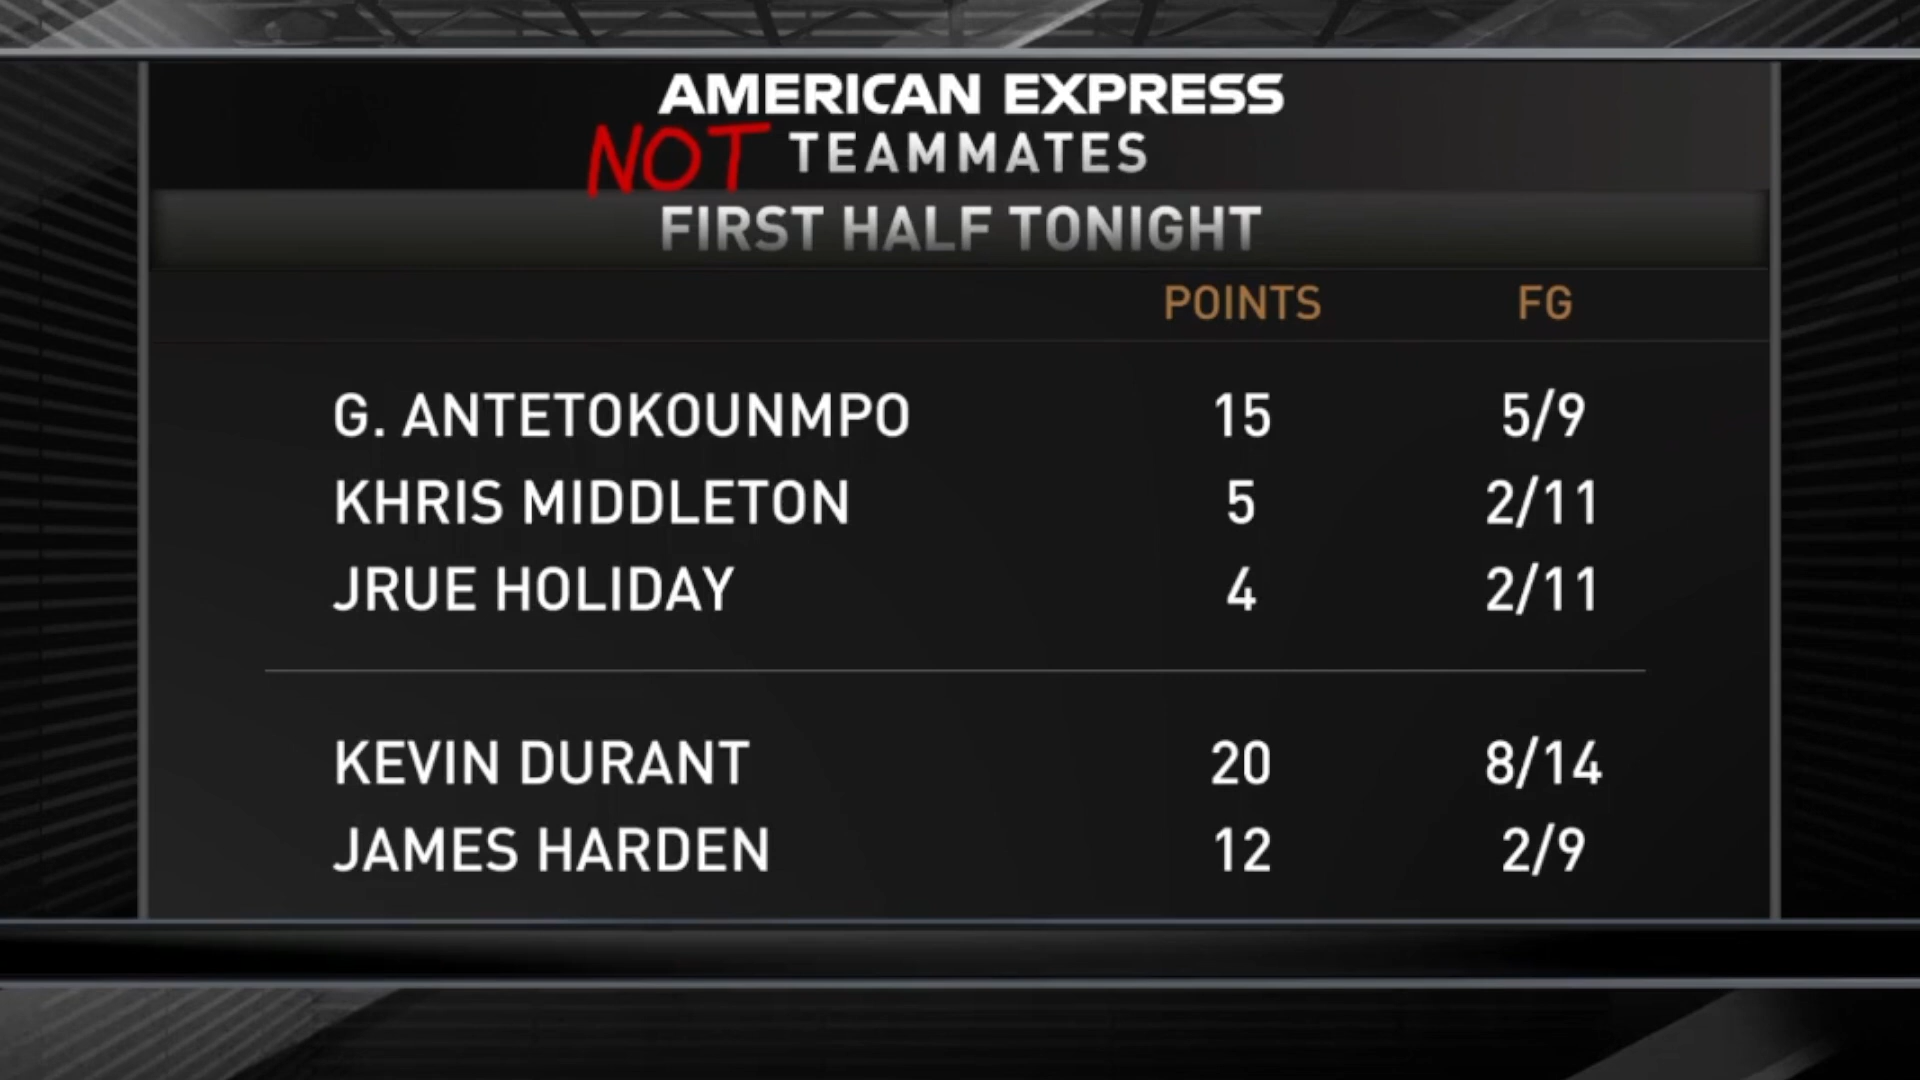 AMERICAN EXPRESS
NOT TEAMMATES
FIRST HALF TONIGHT
POINTS FG
G. ANTETOKOUNMPO 15 5/9
KHRIS MIDDLETON 5 2/11
JRUE HOLIDAY 4 2/11
KEVIN DURANT 20 8/14
JAMES HARDEN 12 2/9